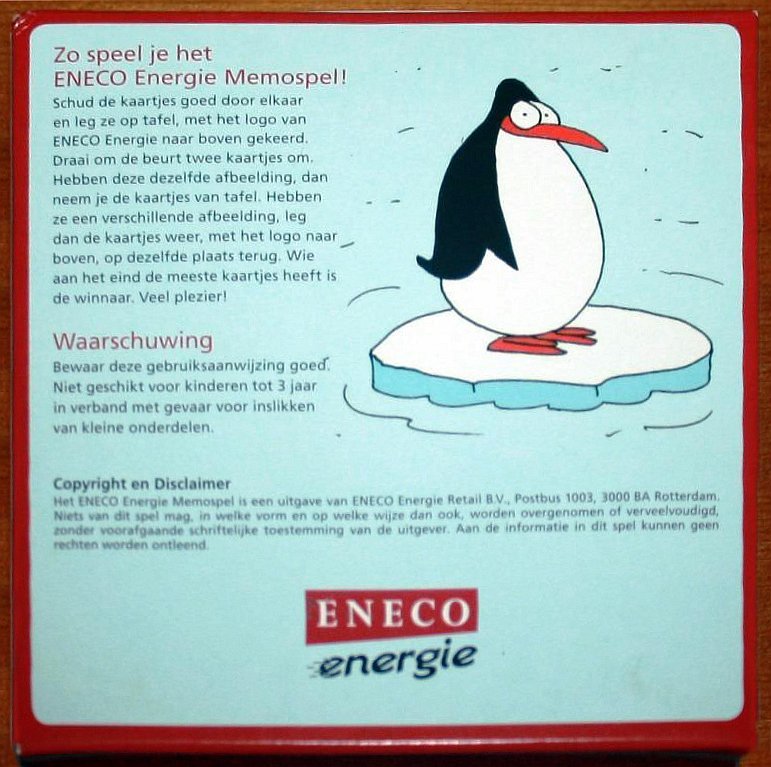 Zo speel je het
ENECO Energie Memospel!
Schud de kaartjes goed door elkaar
en leg ze op tafel, met het logo van
ENECO Energie naar boven gekeerd.
Draai om de beurt twee kaartjes om.
Hebben deze dezelfde afbeelding, dan
neem je de kaartjes van tafel. Hebben
ze een verschillende afbeelding, leg
dan de kaartjes weer, met het logo naar
boven, op dezelfde plaats terug. Wie
aan het eind de meeste kaartjes heeft is
de winnaar. Veel plezier!
Waarschuwing
Bewaar deze gebruiksaanwijzing goed.
Niet geschikt voor kinderen tot 3 jaar
in verband met gevaar voor inslikken
van kleine onderdelen.
Copyright en Disclaimer
Het ENECO Energie Memospel is een uitgave van ENECO Energie Retail B.V., Postbus 1003, 3000 BA Rotterdam.
Niets van dit spel mag, in welke vorm en op welke wijze dan ook, worden overgenomen of verveelvoudigd,
zonder voorafgaande schriftelijke toestemming van de uitgever. Aan de informatie in dit spel kunnen geen
rechten worden ontleend.
ENECO
energie